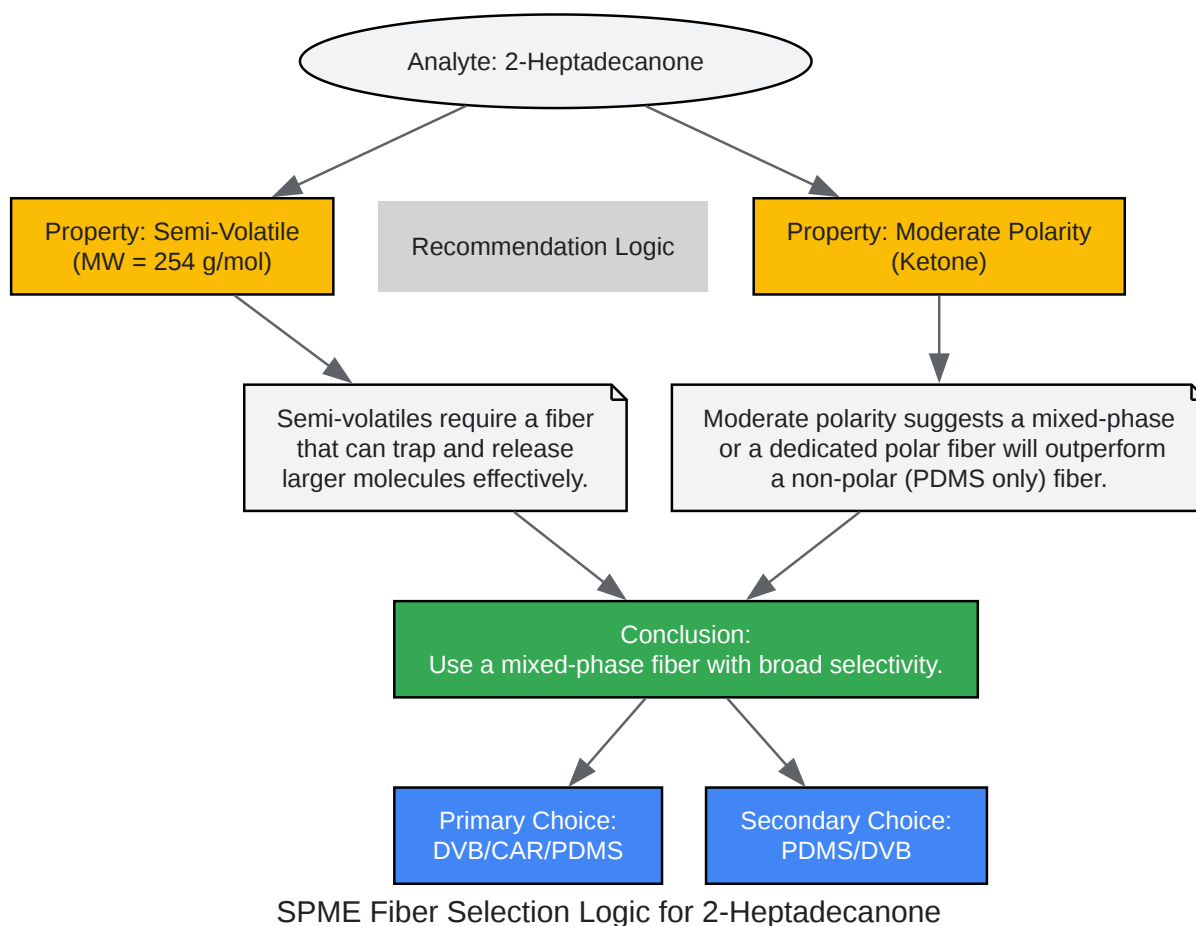 Analyte: 2-Heptadecanone
Property: Semi-Volatile
(MW = 254 g/mol)
Recommendation Logic
Property: Moderate Polarity
(Ketone)
Semi-volatiles require a fiber
that can trap and release
larger molecules effectively.
Moderate polarity suggests a mixed-phase
or a dedicated polar fiber will outperform
a non-polar (PDMS only) fiber.
Conclusion:
Use a mixed-phase fiber with broad selectivity.
Primary Choice:
DVB/CAR/PDMS
Secondary Choice:
PDMS/DVB
SPME Fiber Selection Logic for 2-Heptadecanone